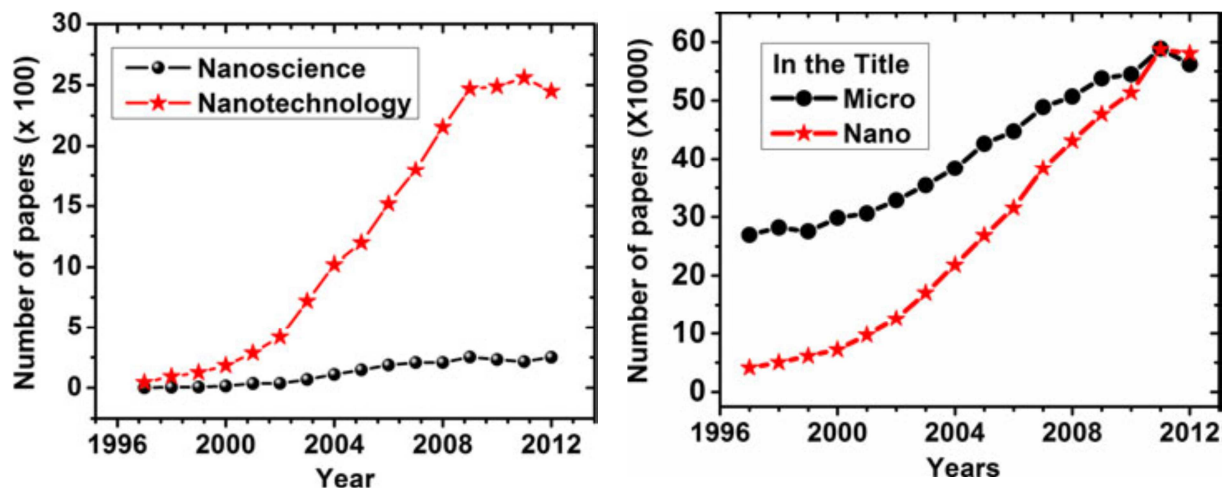 Number of papers (x 100)
30
25
20
15
10
5
0
Nanoscience
Nanotechnology
1996
2000
2004
2008
2012
Year
Number of papers (X1000)
60
50
40
30
20
10
0
In the Title
Micro
Nano
1996
2000
2004
2008
2012
Years